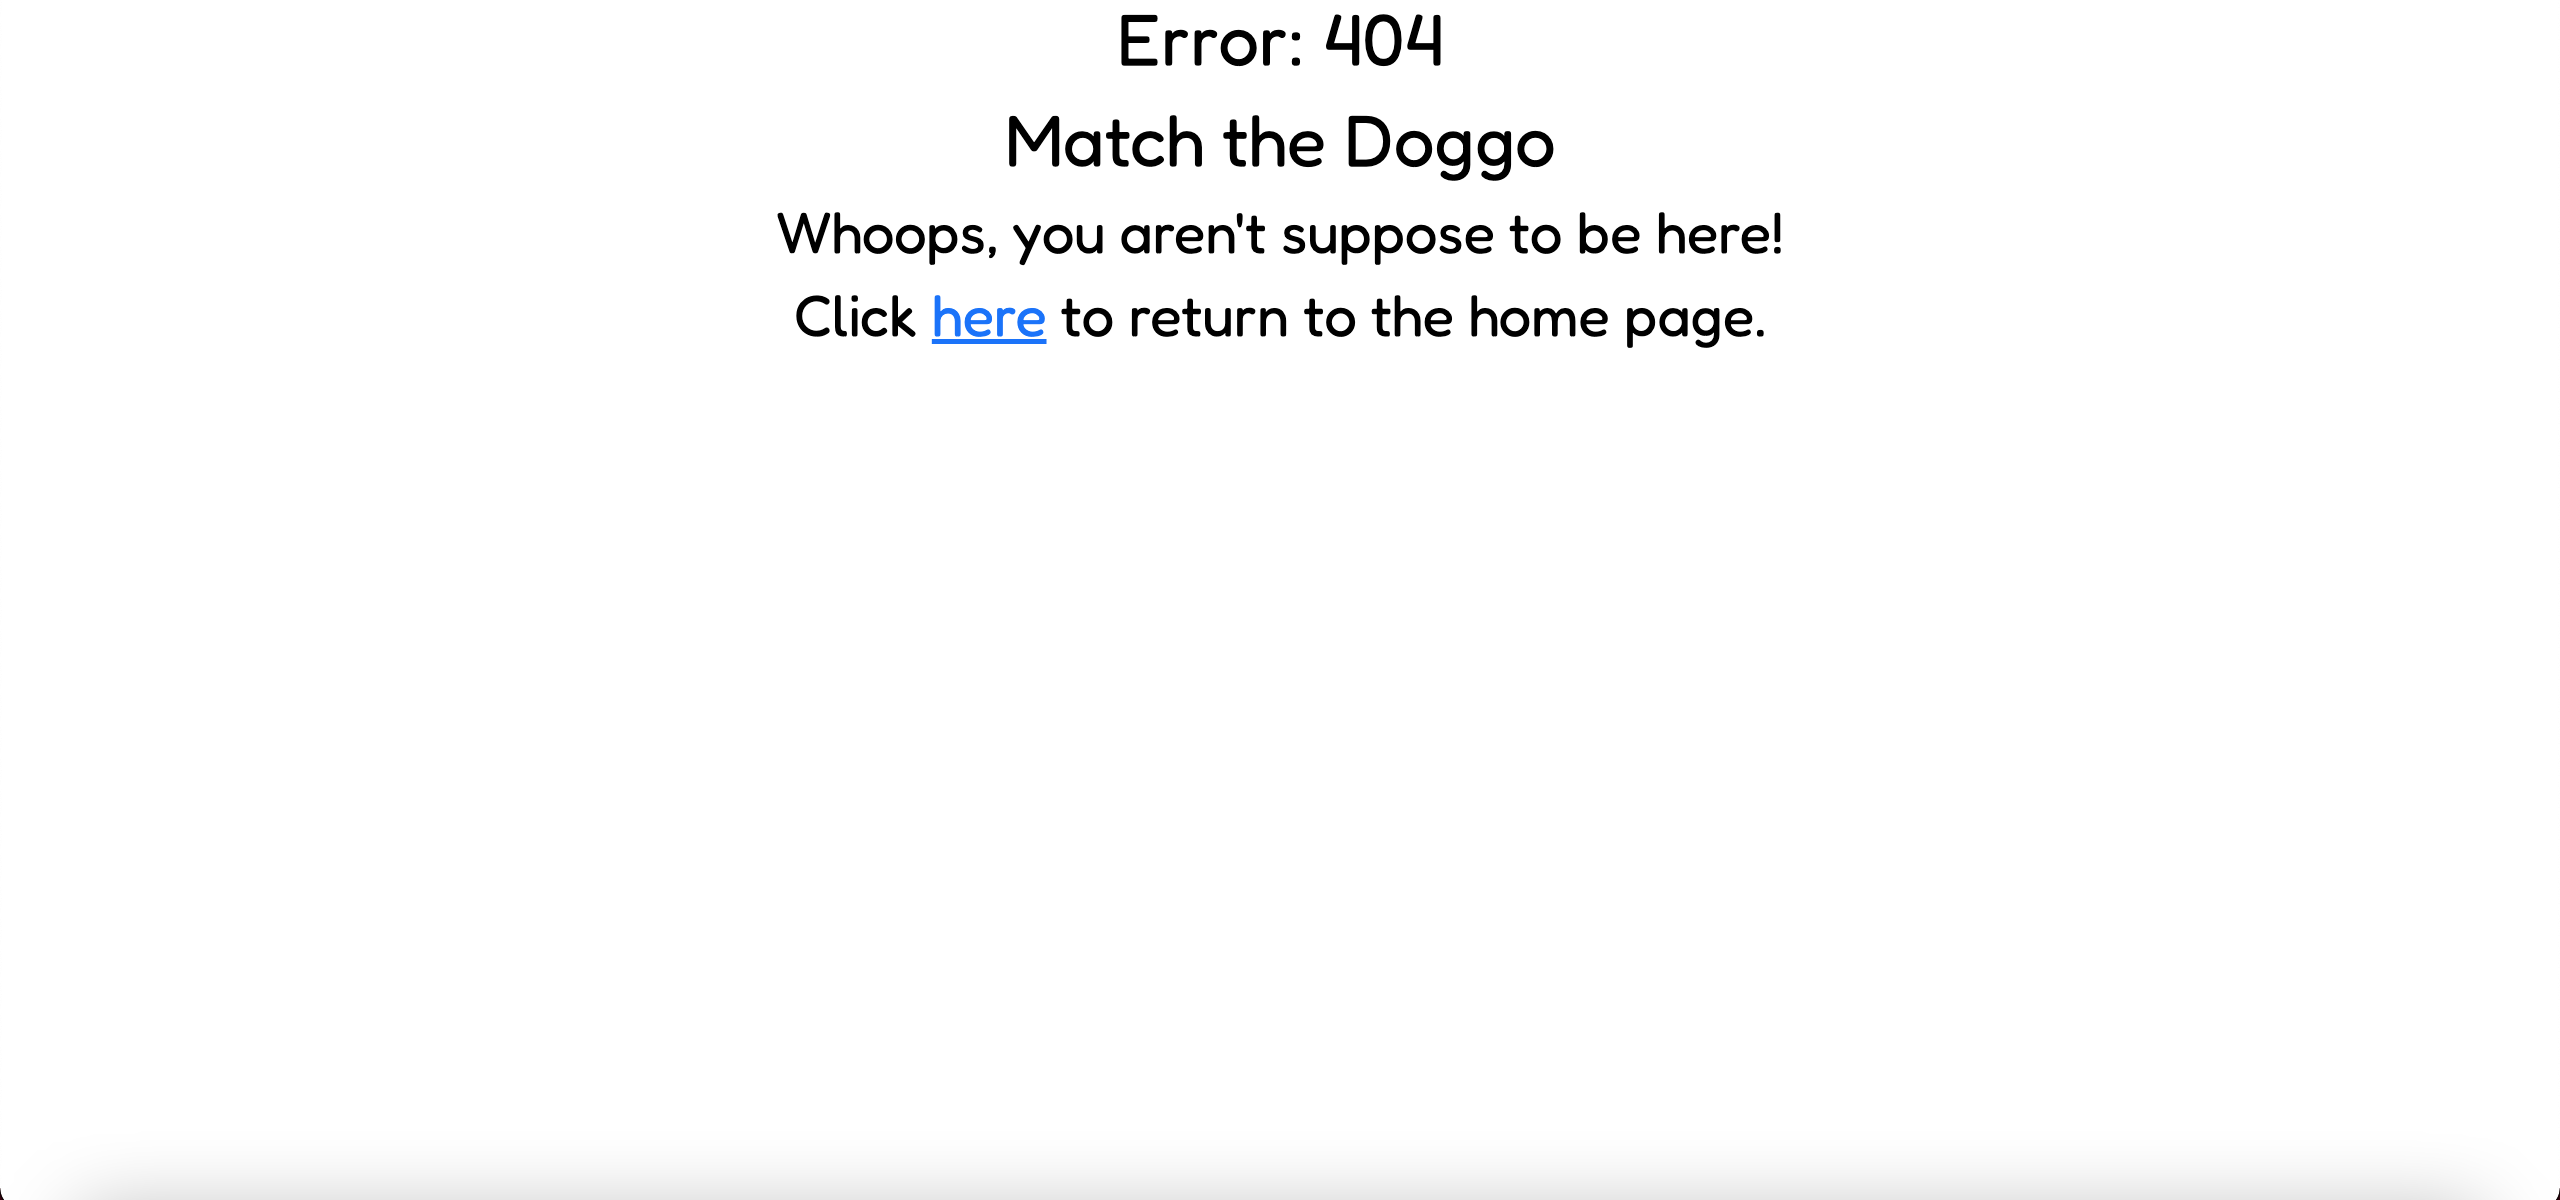 Error: 404
Match the Doggo
Whoops, you aren't suppose to be here!
Click here to return to the home page.